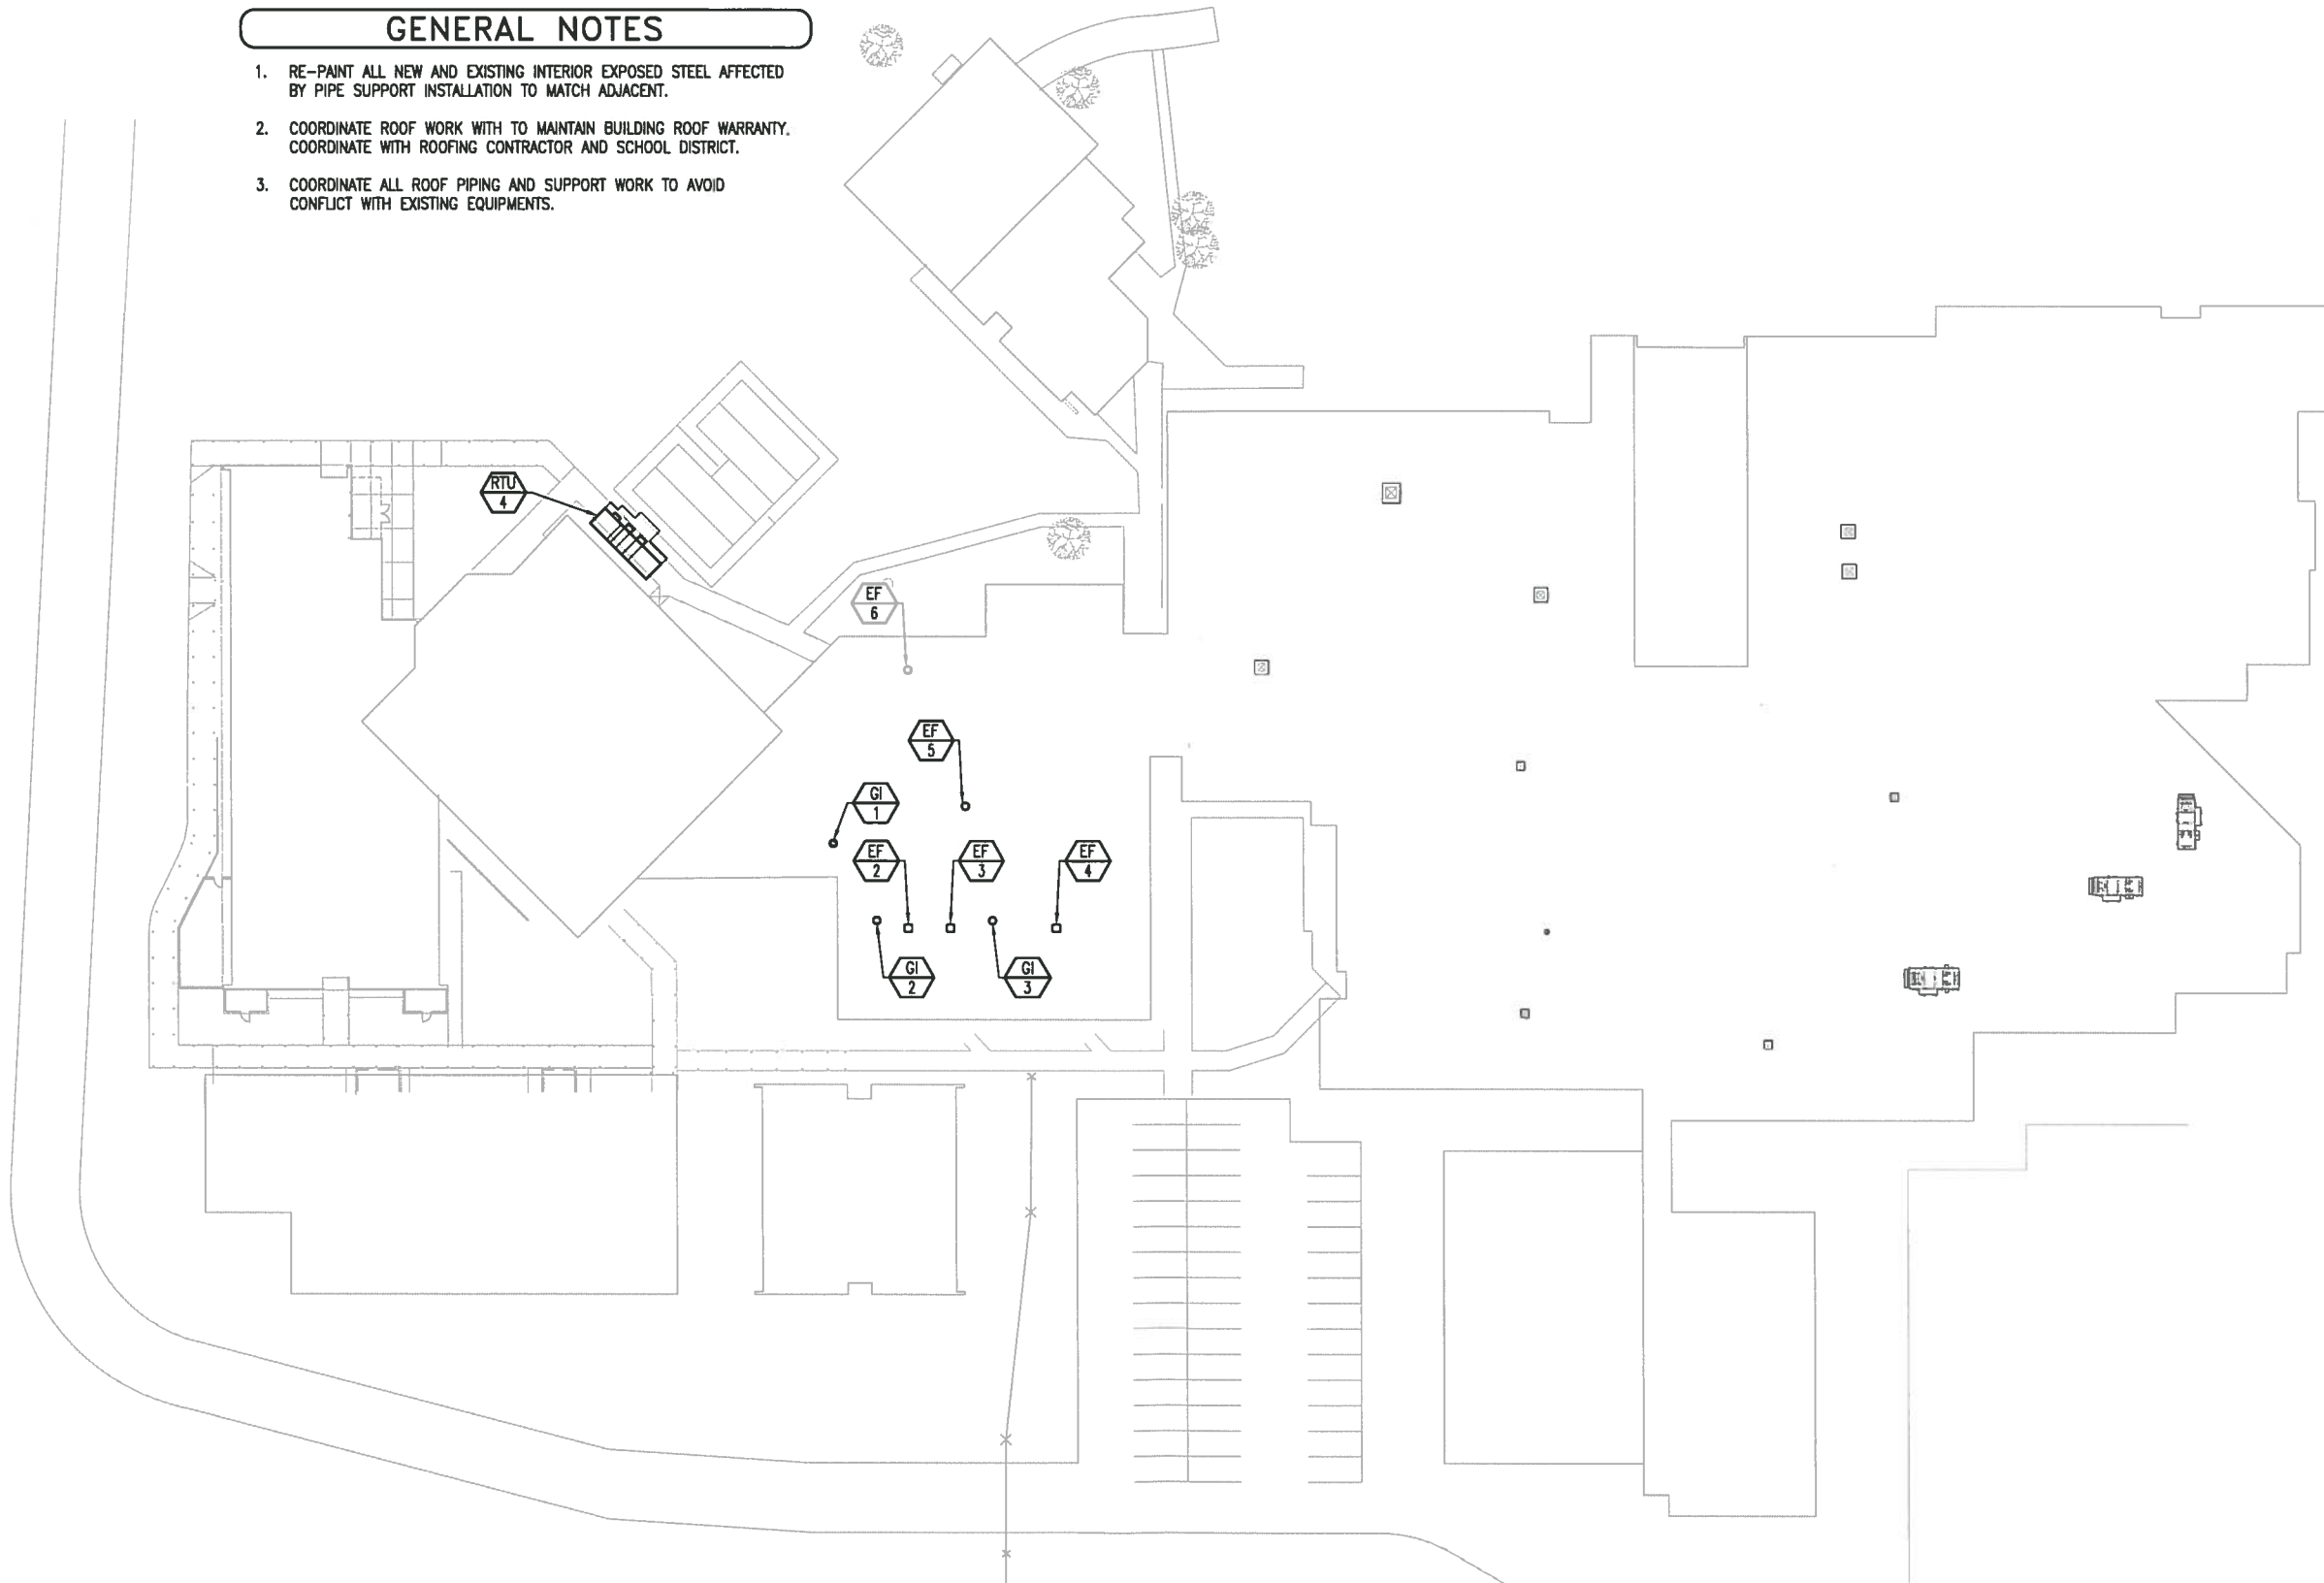 GENERAL NOTES
1. RE-PAINT ALL NEW AND EXISTING INTERIOR EXPOSED STEEL AFFECTED
BY PIPE SUPPORT INSTALLATION TO MATCH ADJACENT.
2. COORDINATE ROOF WORK WITH TO MAINTAIN BUILDING ROOF WARRANTY.
COORDINATE WITH ROOFING CONTRACTOR AND SCHOOL DISTRICT.
3. COORDINATE ALL ROOF PIPING AND SUPPORT WORK TO AVOID
CONFLICT WITH EXISTING EQUIPMENTS.
RTU
4
EF
6
EF
5
GI
1
EF
2
EF
3
EF
4
GI
2
GI
3